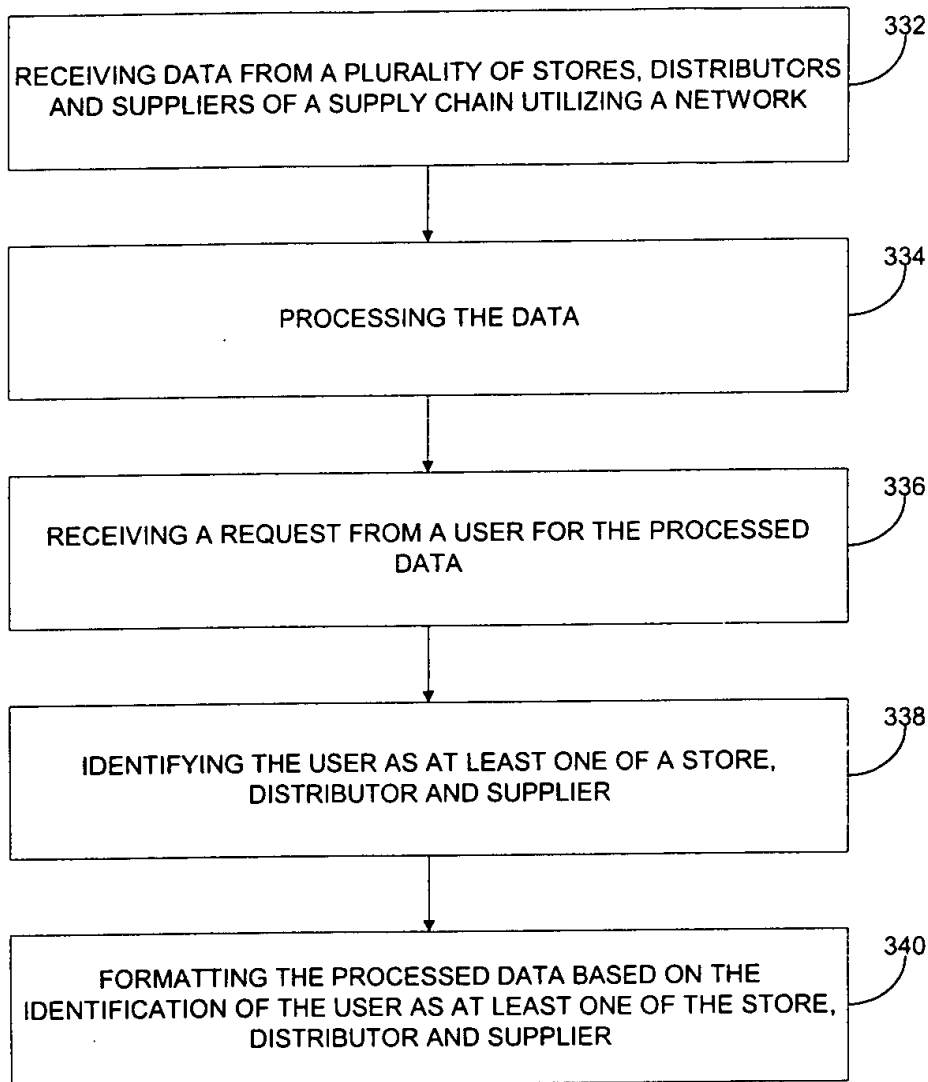 332
RECEIVING DATA FROM A PLURALITY OF STORES, DISTRIBUTORS
AND SUPPLIERS OF A SUPPLY CHAIN UTILIZING A NETWORK
334
PROCESSING THE DATA
336
RECEIVING A REQUEST FROM A USER FOR THE PROCESSED
DATA
338
IDENTIFYING THE USER AS AT LEAST ONE OF A STORE,
DISTRIBUTOR AND SUPPLIER
340
FORMATTING THE PROCESSED DATA BASED ON THE
IDENTIFICATION OF THE USER AS AT LEAST ONE OF THE STORE,
DISTRIBUTOR AND SUPPLIER